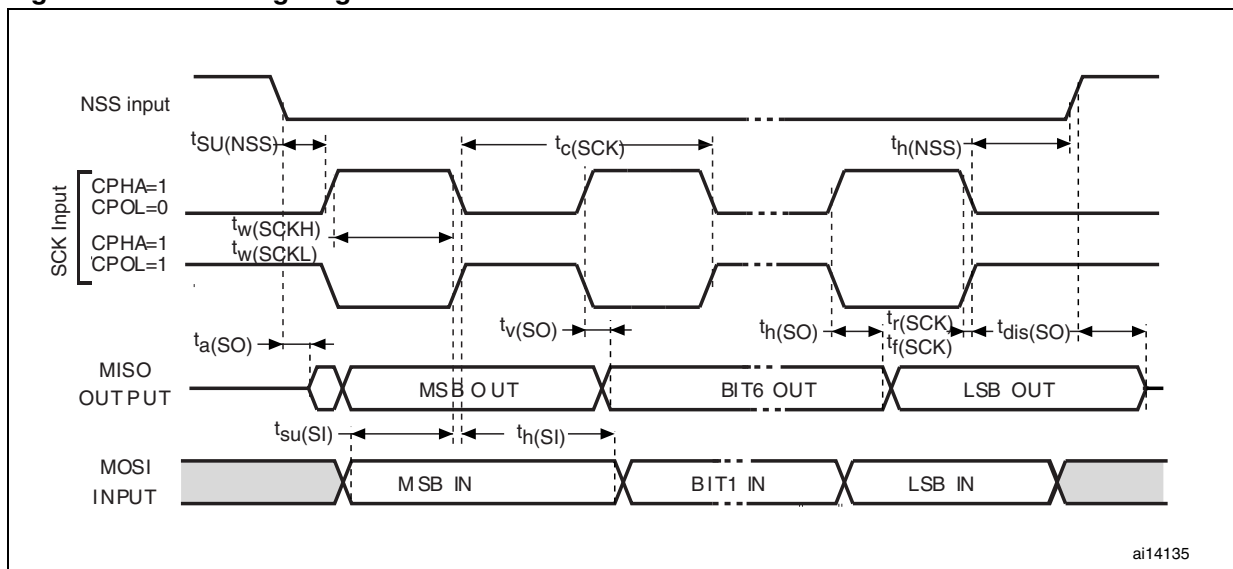 NSS input
tSU(NSS)
tc(SCK)
th(NSS)
SCK Input
CPHA=1
CPOL=0
tw(SCKH)
CPHA=1
tw(SCKL)
CPOL=1
tv(SO)
th(SO)
tr(SCK)
tf(SCK)
tdis(SO)
ta(SO)
MISO
OUTPUT
MSB OUT
BIT6 OUT
LSB OUT
tsu(SI)
th(SI)
MOSI
INPUT
MSB IN
BIT1 IN
LSB IN
ai14135